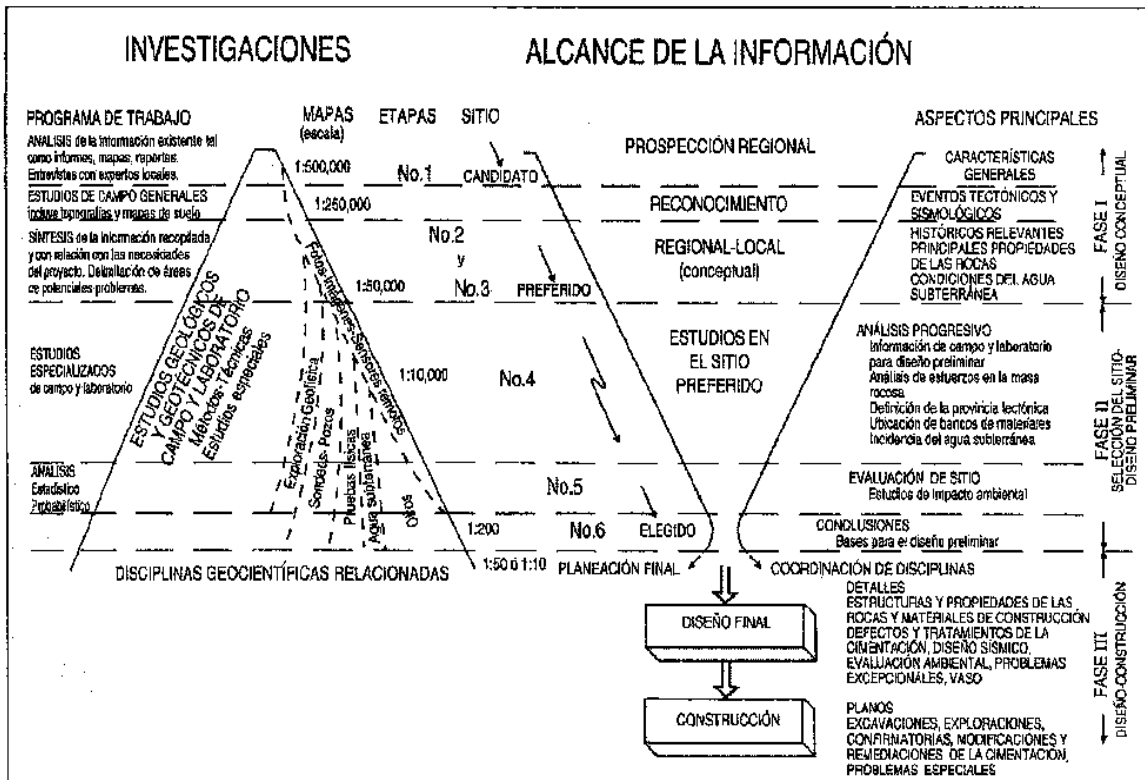 INVESTIGACIONES
ALCANCE DE LA INFORMACIÓN
PROGRAMA DE TRABAJO
ANALISIS de la información existente tal
como informes, mapas, reportes.
Entrevistas con expertos locales.
ESTUDIOS DE CAMPO GENERALES
incluye topografías y mapas de suelo
SÍNTESIS de la información recopilada
y con relación con las necesidades
del proyecto. Delimitación de áreas
de potenciales problemas.
ESTUDIOS
ESPECIALIZADOS
de campo y laboratorio
ANÁLISIS
Estadístico
Probabilístico
ESTUDIOS GEOLÓGICOS
Y GEOTÉCNICOS DE
CAMPO Y LABORATORIO
Métodos-Técnicas
Estudios especiales
Exploración Geofísica
Sondeos-Pozos
Pruebas físicas
Agua subterránea
Otros
Fotos-Imágenes-Sensores remotos
DISCIPLINAS GEOCIENTÍFICAS RELACIONADAS
MAPAS
(escala)
1:500,000
1:250,000
1:50,000
1:10,000
1:200
1:50 ó 1:10
ETAPAS
No.1
No.2
y
No.3
No.4
No.5
No.6
SITIO
CANDIDATO
PREFERIDO
ELEGIDO
PROSPECCIÓN REGIONAL
RECONOCIMIENTO
REGIONAL-LOCAL
(conceptual)
ESTUDIOS EN
EL SITIO
PREFERIDO
PLANEACIÓN FINAL
COORDINACIÓN DE DISCIPLINAS
DISEÑO FINAL
CONSTRUCCIÓN
ASPECTOS PRINCIPALES
CARACTERÍSTICAS
GENERALES
EVENTOS TECTÓNICOS Y
SISMOLÓGICOS
HISTÓRICOS RELEVANTES
PRINCIPALES PROPIEDADES
DE LAS ROCAS
CONDICIONES DEL AGUA
SUBTERRÁNEA
ANÁLISIS PROGRESIVO
Información de campo y laboratorio
para diseño preliminar
Análisis de esfuerzos en la masa
rocosa
Definición de la provincia tectónica
Ubicación de bancos de materiales
Incidencia del agua subterránea
EVALUACIÓN DE SITIO
Estudios de impacto ambiental
CONCLUSIONES
Bases para el diseño preliminar
DETALLES
ESTRUCTURAS Y PROPIEDADES DE LAS
ROCAS Y MATERIALES DE CONSTRUCCIÓN
DEFECTOS Y TRATAMIENTOS DE LA
CIMENTACIÓN, DISEÑO SÍSMICO,
EVALUACIÓN AMBIENTAL, PROBLEMAS
EXCEPCIONALES, VASO
PLANOS
EXCAVACIONES, EXPLORACIONES,
CONFIRMATORIAS, MODIFICACIONES Y
REMEDIACIONES DE LA CIMENTACIÓN,
PROBLEMAS ESPECIALES
FASE I
DISEÑO CONCEPTUAL
FASE II
SELECCIÓN DEL SITIO-
DISEÑO PRELIMINAR
FASE III
DISEÑO-CONSTRUCCIÓN